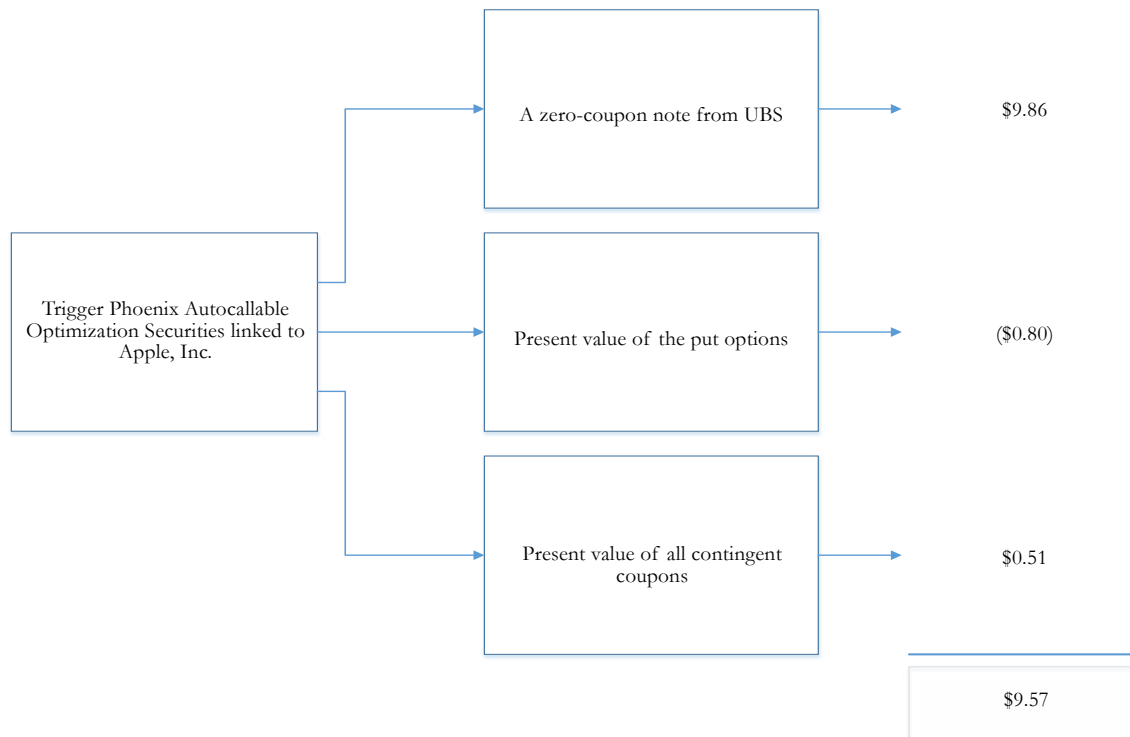 A zero-coupon note from UBS
$9.86
Trigger Phoenix Autocallable
Optimization Securities linked to
Apple, Inc.
Present value of the put options
($0.80)
Present value of all contingent
coupons
$0.51
$9.57